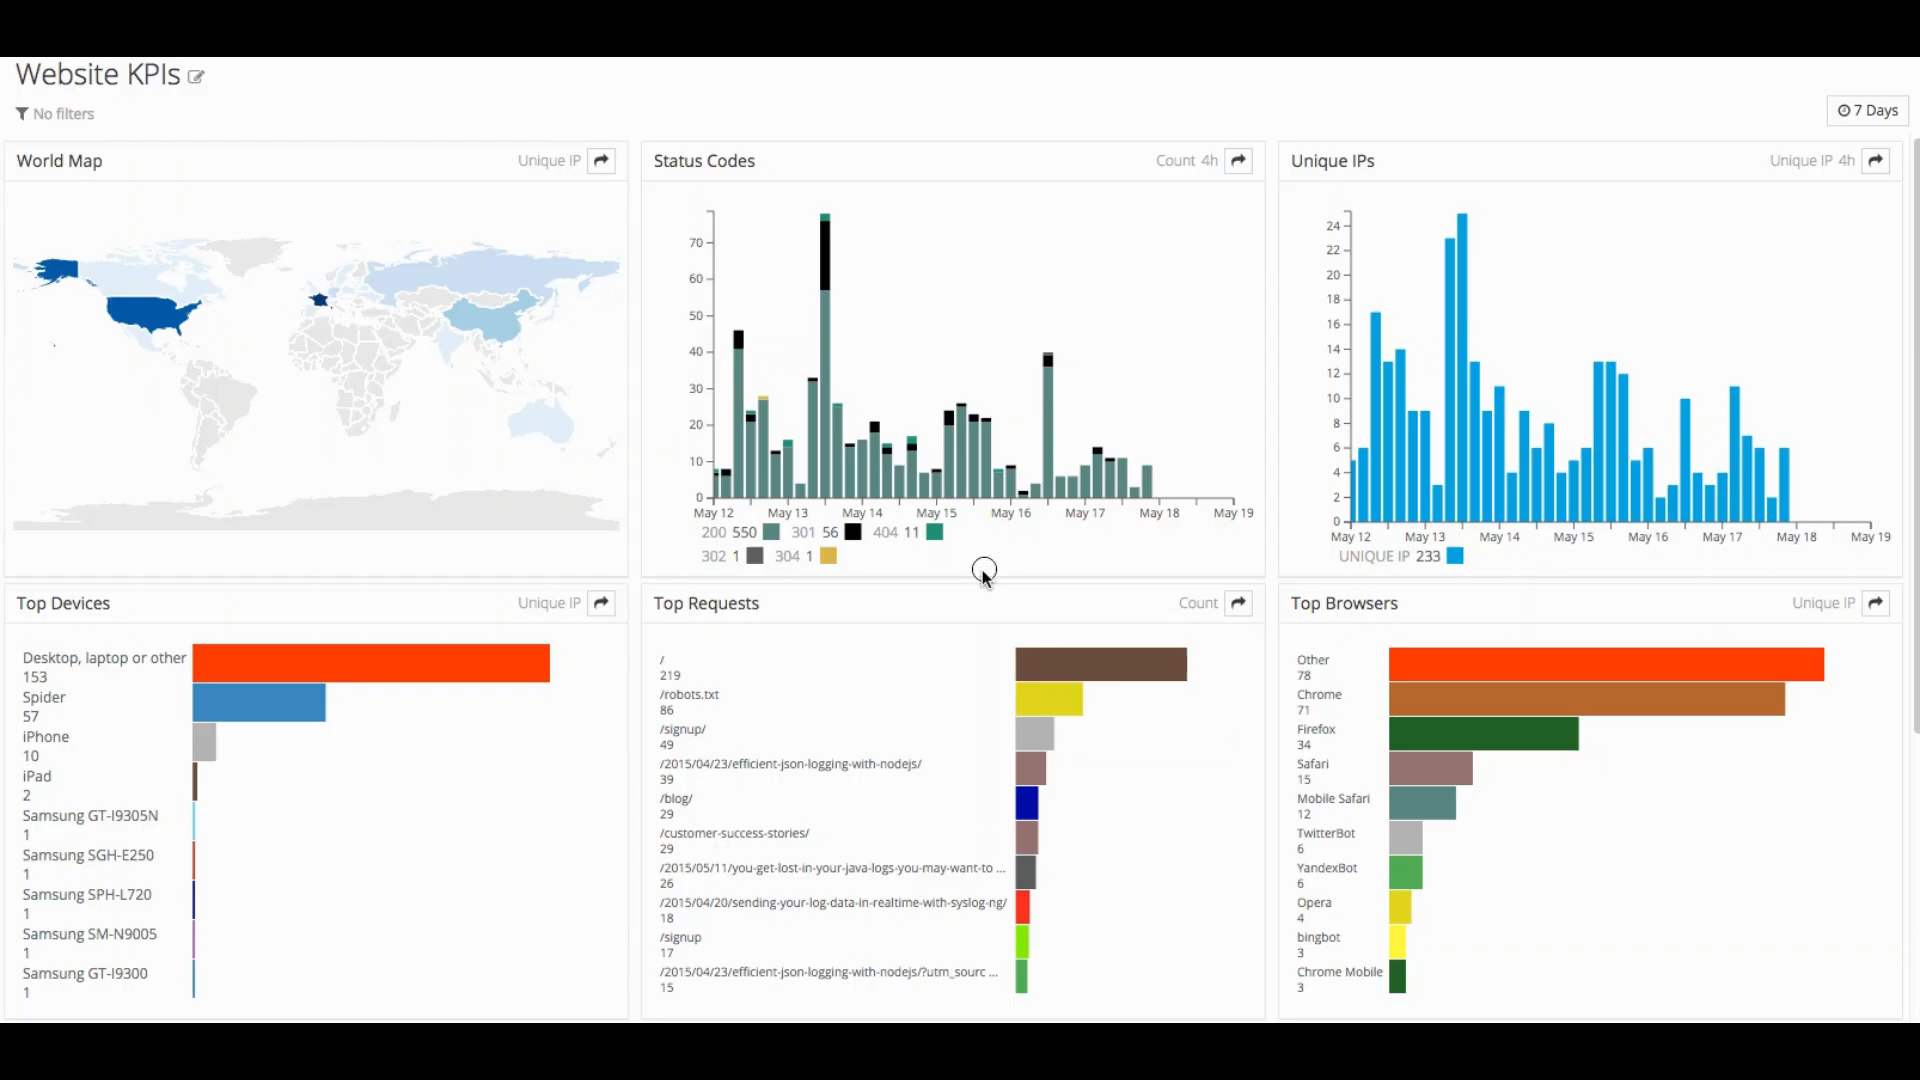 Website KPIs
No filters
7 Days
World Map
Unique IP
Status Codes
Count 4h
70
60
50
40
30
20
10
0
May 12
May 13
May 14
May 15
May 16
May 17
May 18
May 19
200 550
301 56
404 11
302 1
304 1
Unique IPs
Unique IP 4h
24
22
20
18
16
14
12
10
8
6
4
2
0
May 12
May 13
May 14
May 15
May 16
May 17
May 18
May 19
UNIQUE IP 233
Top Devices
Unique IP
Desktop, laptop or other
153
Spider
57
iPhone
10
iPad
2
Samsung GT-I9305N
1
Samsung SGH-E250
1
Samsung SPH-L720
1
Samsung SM-N9005
1
Samsung GT-I9300
1
Top Requests
Count
/
219
/robots.txt
86
/signup/
49
/2015/04/23/efficient-json-logging-with-nodejs/
39
/blog/
29
/customer-success-stories/
29
/2015/05/11/you-get-lost-in-your-java-logs-you-may-want-to ...
26
/2015/04/20/sending-your-log-data-in-realtime-with-syslog-ng/
18
/signup
17
/2015/04/23/efficient-json-logging-with-nodejs/?utm_sourc ...
15
Top Browsers
Unique IP
Other
78
Chrome
71
Firefox
34
Safari
15
Mobile Safari
12
TwitterBot
6
YandexBot
6
Opera
4
bingbot
3
Chrome Mobile
3